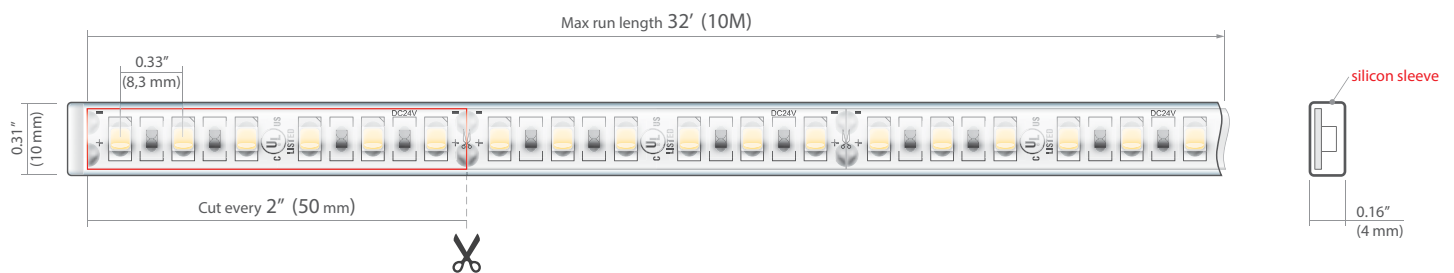 Max run length 32′ (10M)
0.33”
(8,3 mm)
silicon sleeve
0.31”
(10 mm)
DC24V
DC24V
DC24V
+
+ +
+ +
c UL US LISTED
c UL US LISTED
c UL US LISTED
Cut every 2” (50 mm)
0.16”
(4 mm)